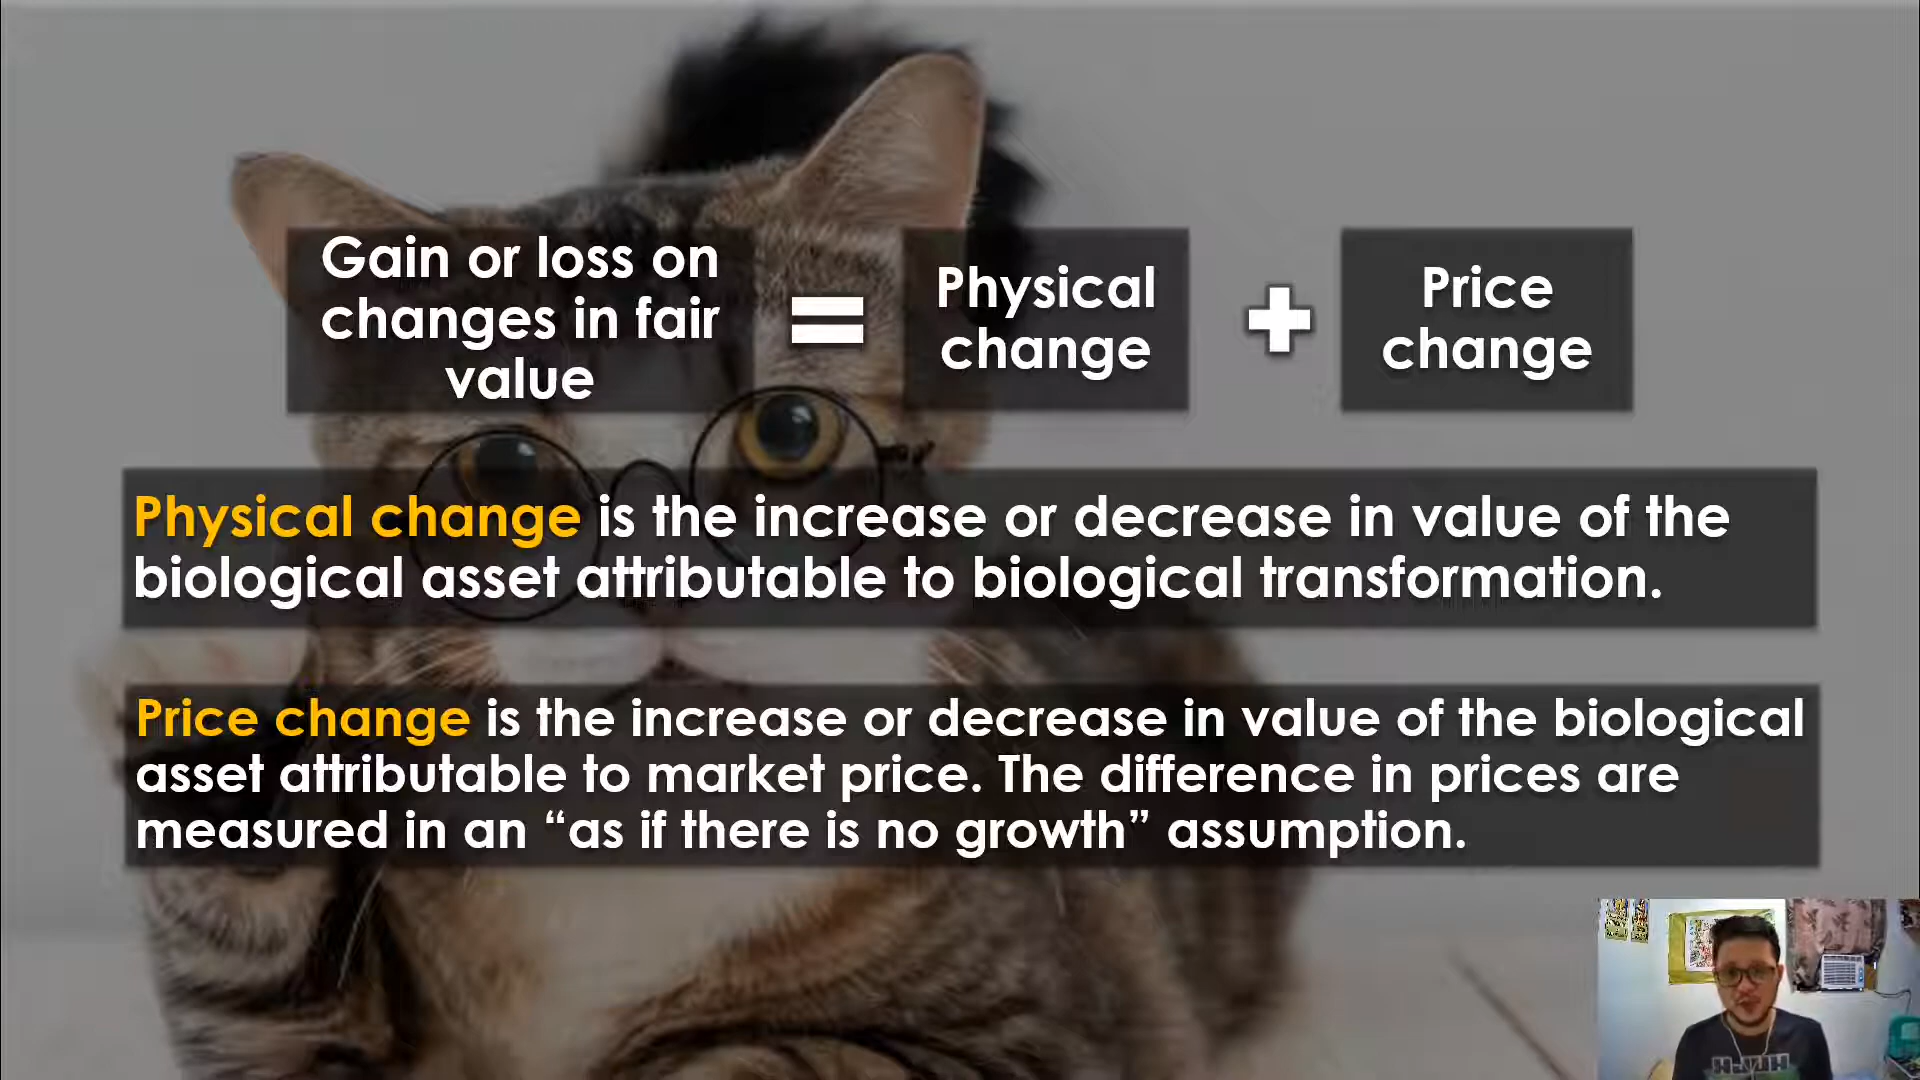 Gain or loss on
changes in fair
value
=
Physical
change
+
Price
change
Physical change is the increase or decrease in value of the
biological asset attributable to biological transformation.
Price change is the increase or decrease in value of the biological
asset attributable to market price. The difference in prices are
measured in an “as if there is no growth” assumption.